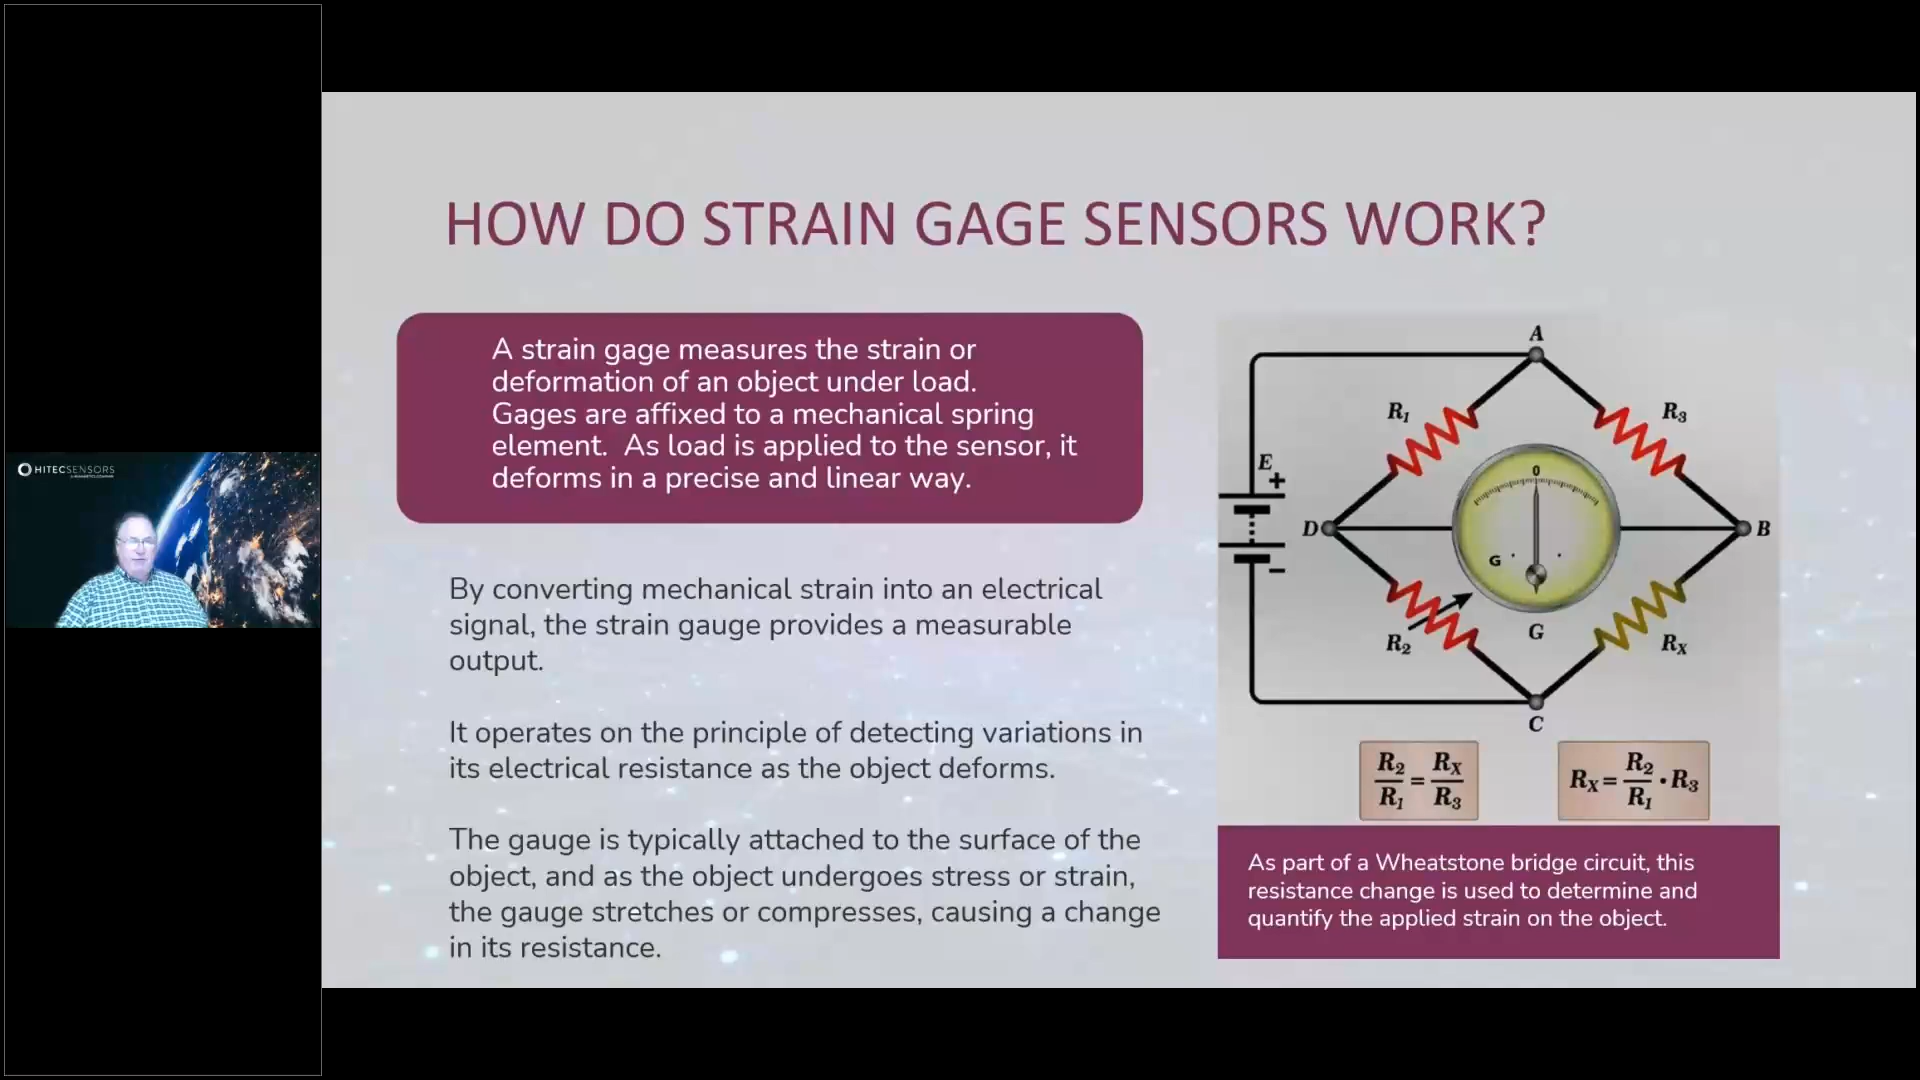 HITECSENSORS
HOW DO STRAIN GAGE SENSORS WORK?
A strain gage measures the strain or
deformation of an object under load.
Gages are affixed to a mechanical spring
element.  As load is applied to the sensor, it
deforms in a precise and linear way.
By converting mechanical strain into an electrical
signal, the strain gauge provides a measurable
output.
It operates on the principle of detecting variations in
its electrical resistance as the object deforms.
The gauge is typically attached to the surface of the
object, and as the object undergoes stress or strain,
the gauge stretches or compresses, causing a change
in its resistance.
A
R1 R3
E
+
0
D B
G
−
R2 G RX
C
R2/R1 = RX/R3
RX = R2/R1 · R3
As part of a Wheatstone bridge circuit, this
resistance change is used to determine and
quantify the applied strain on the object.